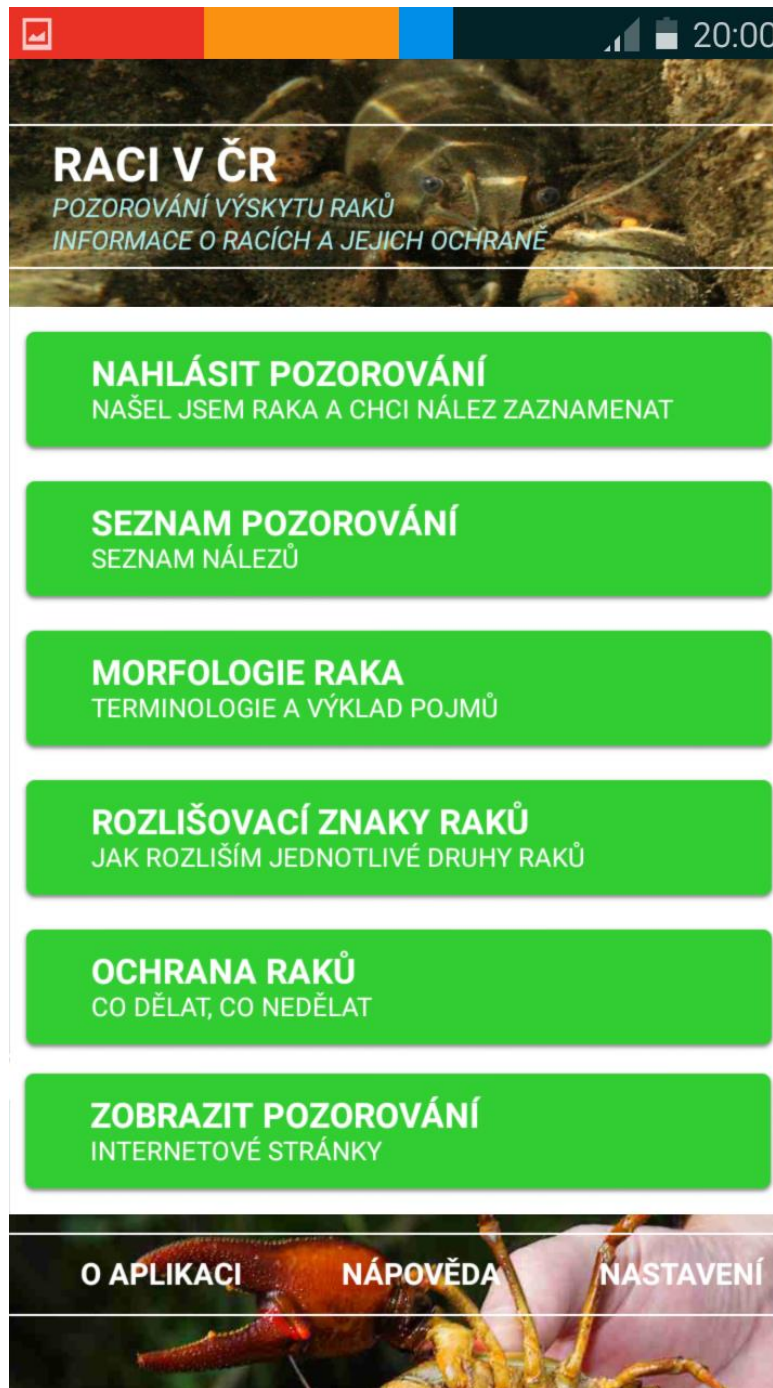 20:00
RACI V ČR
POZOROVÁNÍ VÝSKYTU RAKŮ
INFORMACE O RACÍCH A JEJICH OCHRANĚ
NAHLÁSIT POZOROVÁNÍ
NAŠEL JSEM RAKA A CHCI NÁLEZ ZAZNAMENAT
SEZNAM POZOROVÁNÍ
SEZNAM NÁLEZŮ
MORFOLOGIE RAKA
TERMINOLOGIE A VÝKLAD POJMŮ
ROZLIŠOVACÍ ZNAKY RAKŮ
JAK ROZLIŠÍM JEDNOTLIVÉ DRUHY RAKŮ
OCHRANA RAKŮ
CO DĚLAT, CO NEDĚLAT
ZOBRAZIT POZOROVÁNÍ
INTERNETOVÉ STRÁNKY
O APLIKACI NÁPOVĚDA NASTAVENÍ